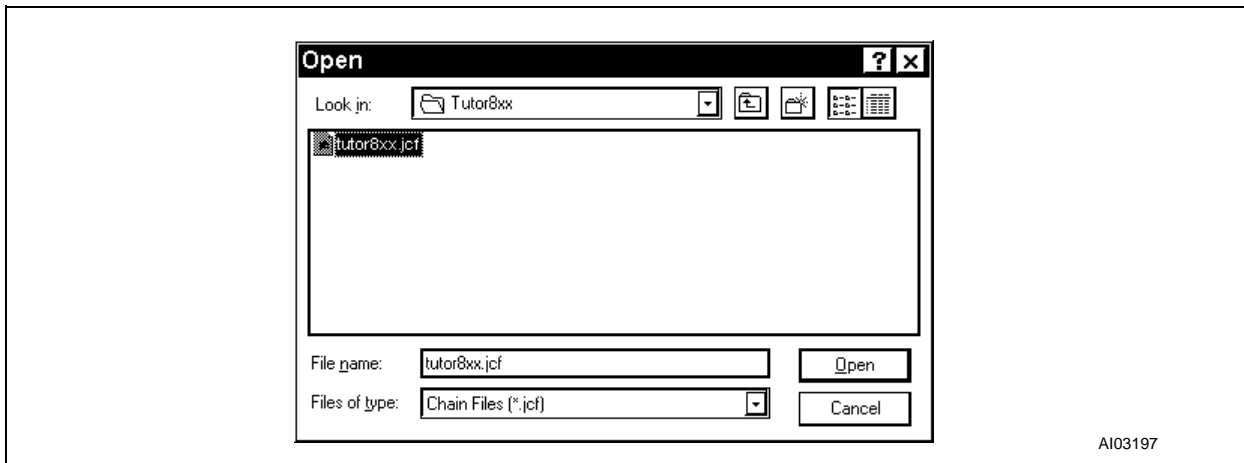 Open
Look in: Tutor8xx
tutor8xx.jcf
File name: tutor8xx.jcf Open
Files of type: Chain Files (*.jcf) Cancel
AI03197